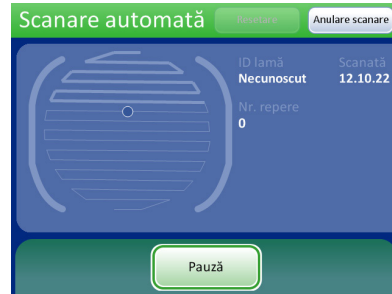 Scanare automată
Resetare
Anulare scanare
ID lamă
Scanată
Necunoscut
12.10.22
Nr. repere
0
Pauză